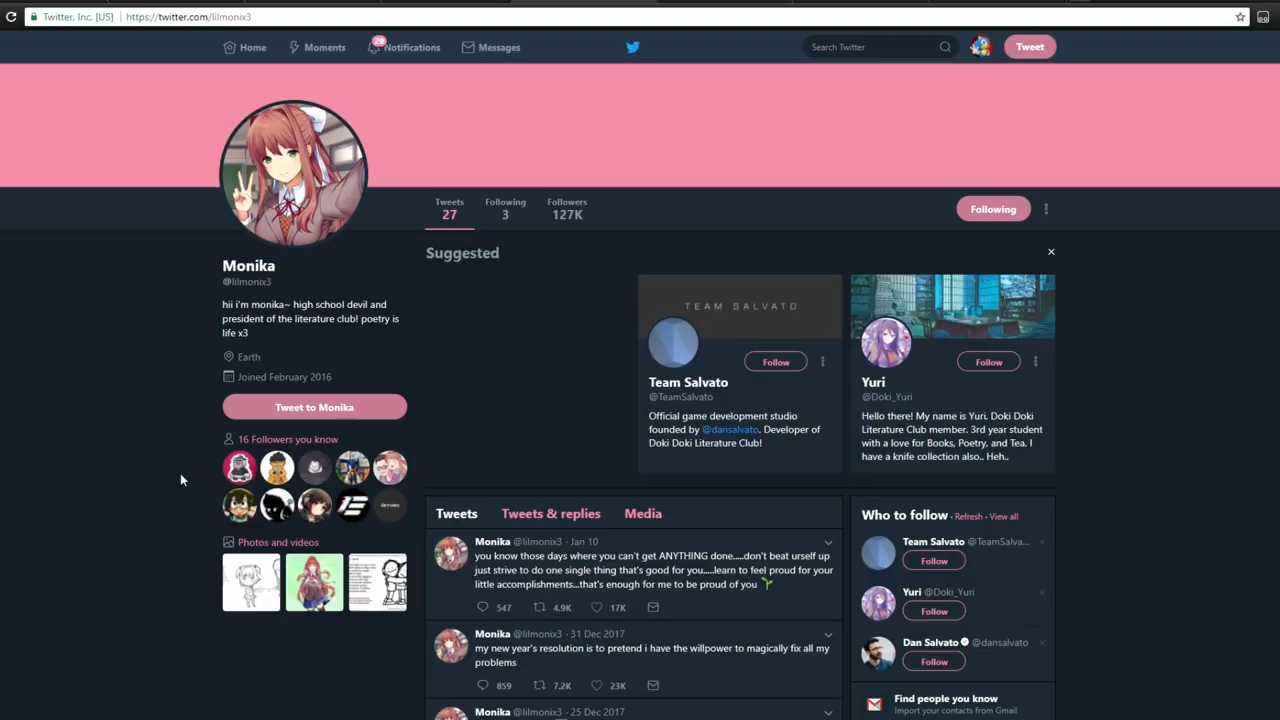 Twitter, Inc. [US] https://twitter.com/lilmonix3
Home
Moments
20
Notifications
Messages
Search Twitter
Tweet
Tweets
27
Following
3
Followers
127K
Following
Monika
@lilmonix3
hii i'm monika~ high school devil and
president of the literature club! poetry is
life x3
Earth
Joined February 2016
Tweet to Monika
16 Followers you know
Photos and videos
Suggested
TEAM SALVATO
Follow
Team Salvato
@TeamSalvato
Official game development studio
founded by @dansalvato. Developer of
Doki Doki Literature Club!
Follow
Yuri
@Doki_Yuri
Hello there! My name is Yuri. Doki Doki
Literature Club member. 3rd year student
with a love for Books, Poetry, and Tea. I
have a knife collection also.. Heh..
Tweets
Tweets & replies
Media
Monika @lilmonix3 · Jan 10
you know those days where you can't get ANYTHING done.....don't beat urself up
just strive to do one single thing that's good for you.....learn to feel proud for your
little accomplishments...that's enough for me to be proud of you
547 4.9K 17K
Monika @lilmonix3 · 31 Dec 2017
my new year's resolution is to pretend i have the willpower to magically fix all my
problems
859 7.2K 23K
Monika @lilmonix3 · 25 Dec 2017
Who to follow · Refresh · View all
Team Salvato @TeamSalva...
Follow
Yuri @Doki_Yuri
Follow
Dan Salvato @dansalvato
Follow
Find people you know
Import your contacts from Gmail